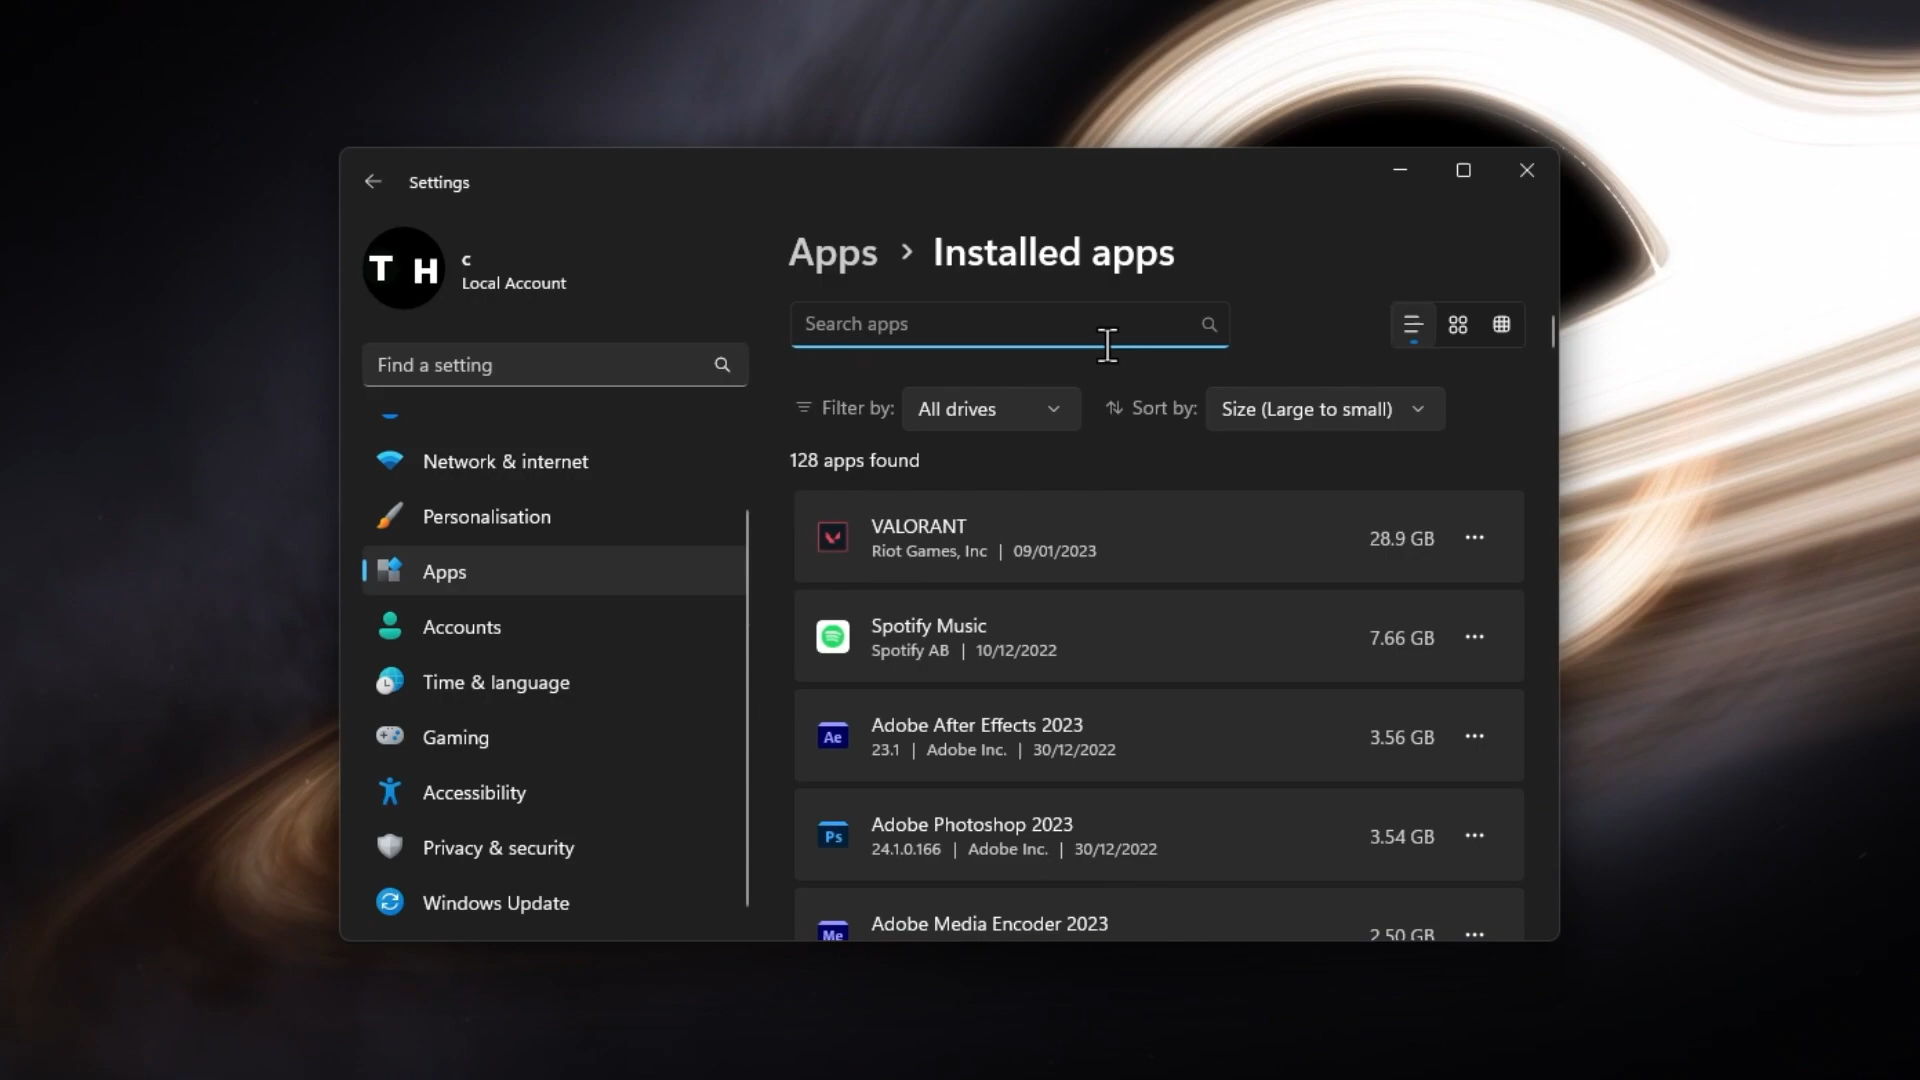 Settings
T H
c
Local Account
Find a setting
Network & internet
Personalisation
Apps
Accounts
Time & language
Gaming
Accessibility
Privacy & security
Windows Update
Apps > Installed apps
Search apps
Filter by: All drives
Sort by: Size (Large to small)
128 apps found
VALORANT
Riot Games, Inc | 09/01/2023
28.9 GB
Spotify Music
Spotify AB | 10/12/2022
7.66 GB
Ae
Adobe After Effects 2023
23.1 | Adobe Inc. | 30/12/2022
3.56 GB
Ps
Adobe Photoshop 2023
24.1.0.166 | Adobe Inc. | 30/12/2022
3.54 GB
Me
Adobe Media Encoder 2023
2.50 GB